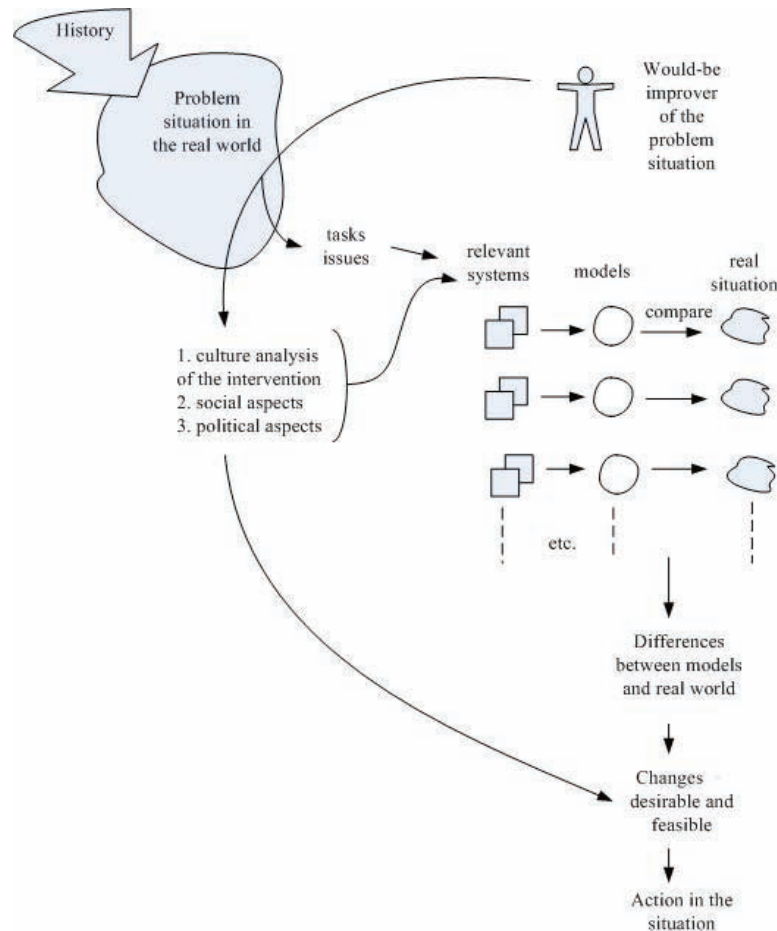 History
Problem
situation in
the real world
Would-be
improver
of the
problem
situation
tasks
issues
relevant
systems
models
real
situation
compare
1. culture analysis
of the intervention
2. social aspects
3. political aspects
etc.
Differences
between models
and real world
Changes
desirable and
feasible
Action in the
situation